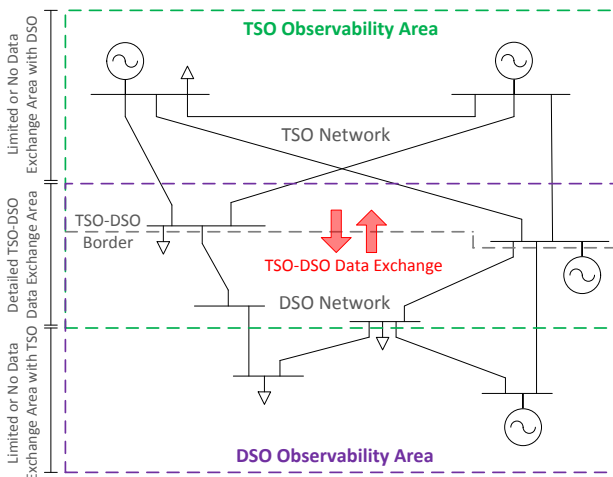 Limited or No Data
Exchange Area with DSO
TSO Observability Area
TSO Network
Detailed TSO-DSO
Data Exchange Area
TSO-DSO
Border
TSO-DSO Data Exchange
DSO Network
Limited or No Data
Exchange Area with TSO
DSO Observability Area